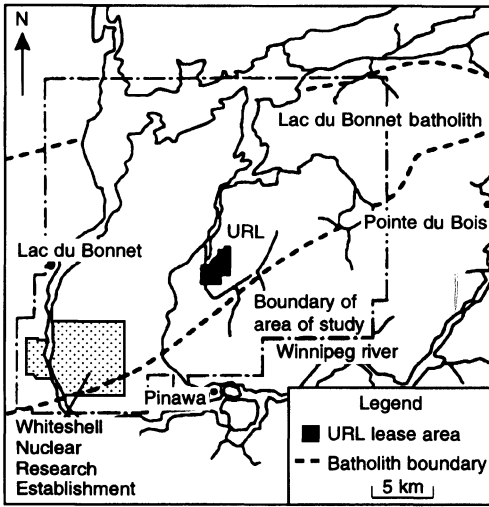 N
Lac du Bonnet batholith
URL
Pointe du Bois
Lac du Bonnet
Boundary of
area of study
Winnipeg river
Pinawa
Whiteshell
Nuclear
Research
Establishment
Legend
URL lease area
Batholith boundary
5 km